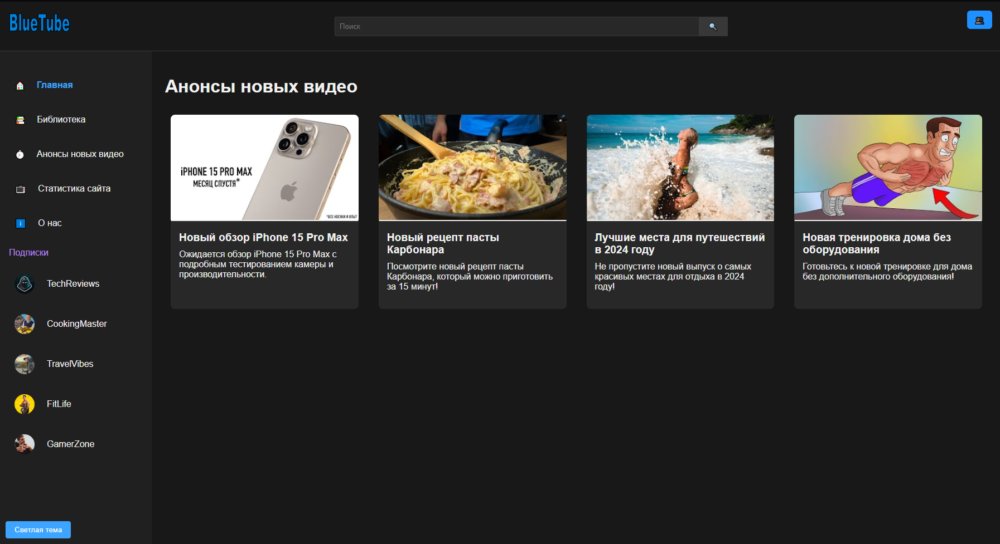 BlueTube
Поиск
Главная
Библиотека
Анонсы новых видео
Статистика сайта
i
О нас
Подписки
TechReviews
CookingMaster
TravelVibes
FitLife
GamerZone
Светлая тема
Анонсы новых видео
iPHONE 15 PRO MAX
МЕСЯЦ СПУСТЯ*
*ВСЕ КОСЯКИ И ОПЫТ
Новый обзор iPhone 15 Pro Max
Ожидается обзор iPhone 15 Pro Max с
подробным тестированием камеры и
производительности.
Новый рецепт пасты
Карбонара
Посмотрите новый рецепт пасты
Карбонара, который можно приготовить
за 15 минут!
Лучшие места для путешествий
в 2024 году
Не пропустите новый выпуск о самых
красивых местах для отдыха в 2024
году!
Новая тренировка дома без
оборудования
Готовьтесь к новой тренировке для дома
без дополнительного оборудования!